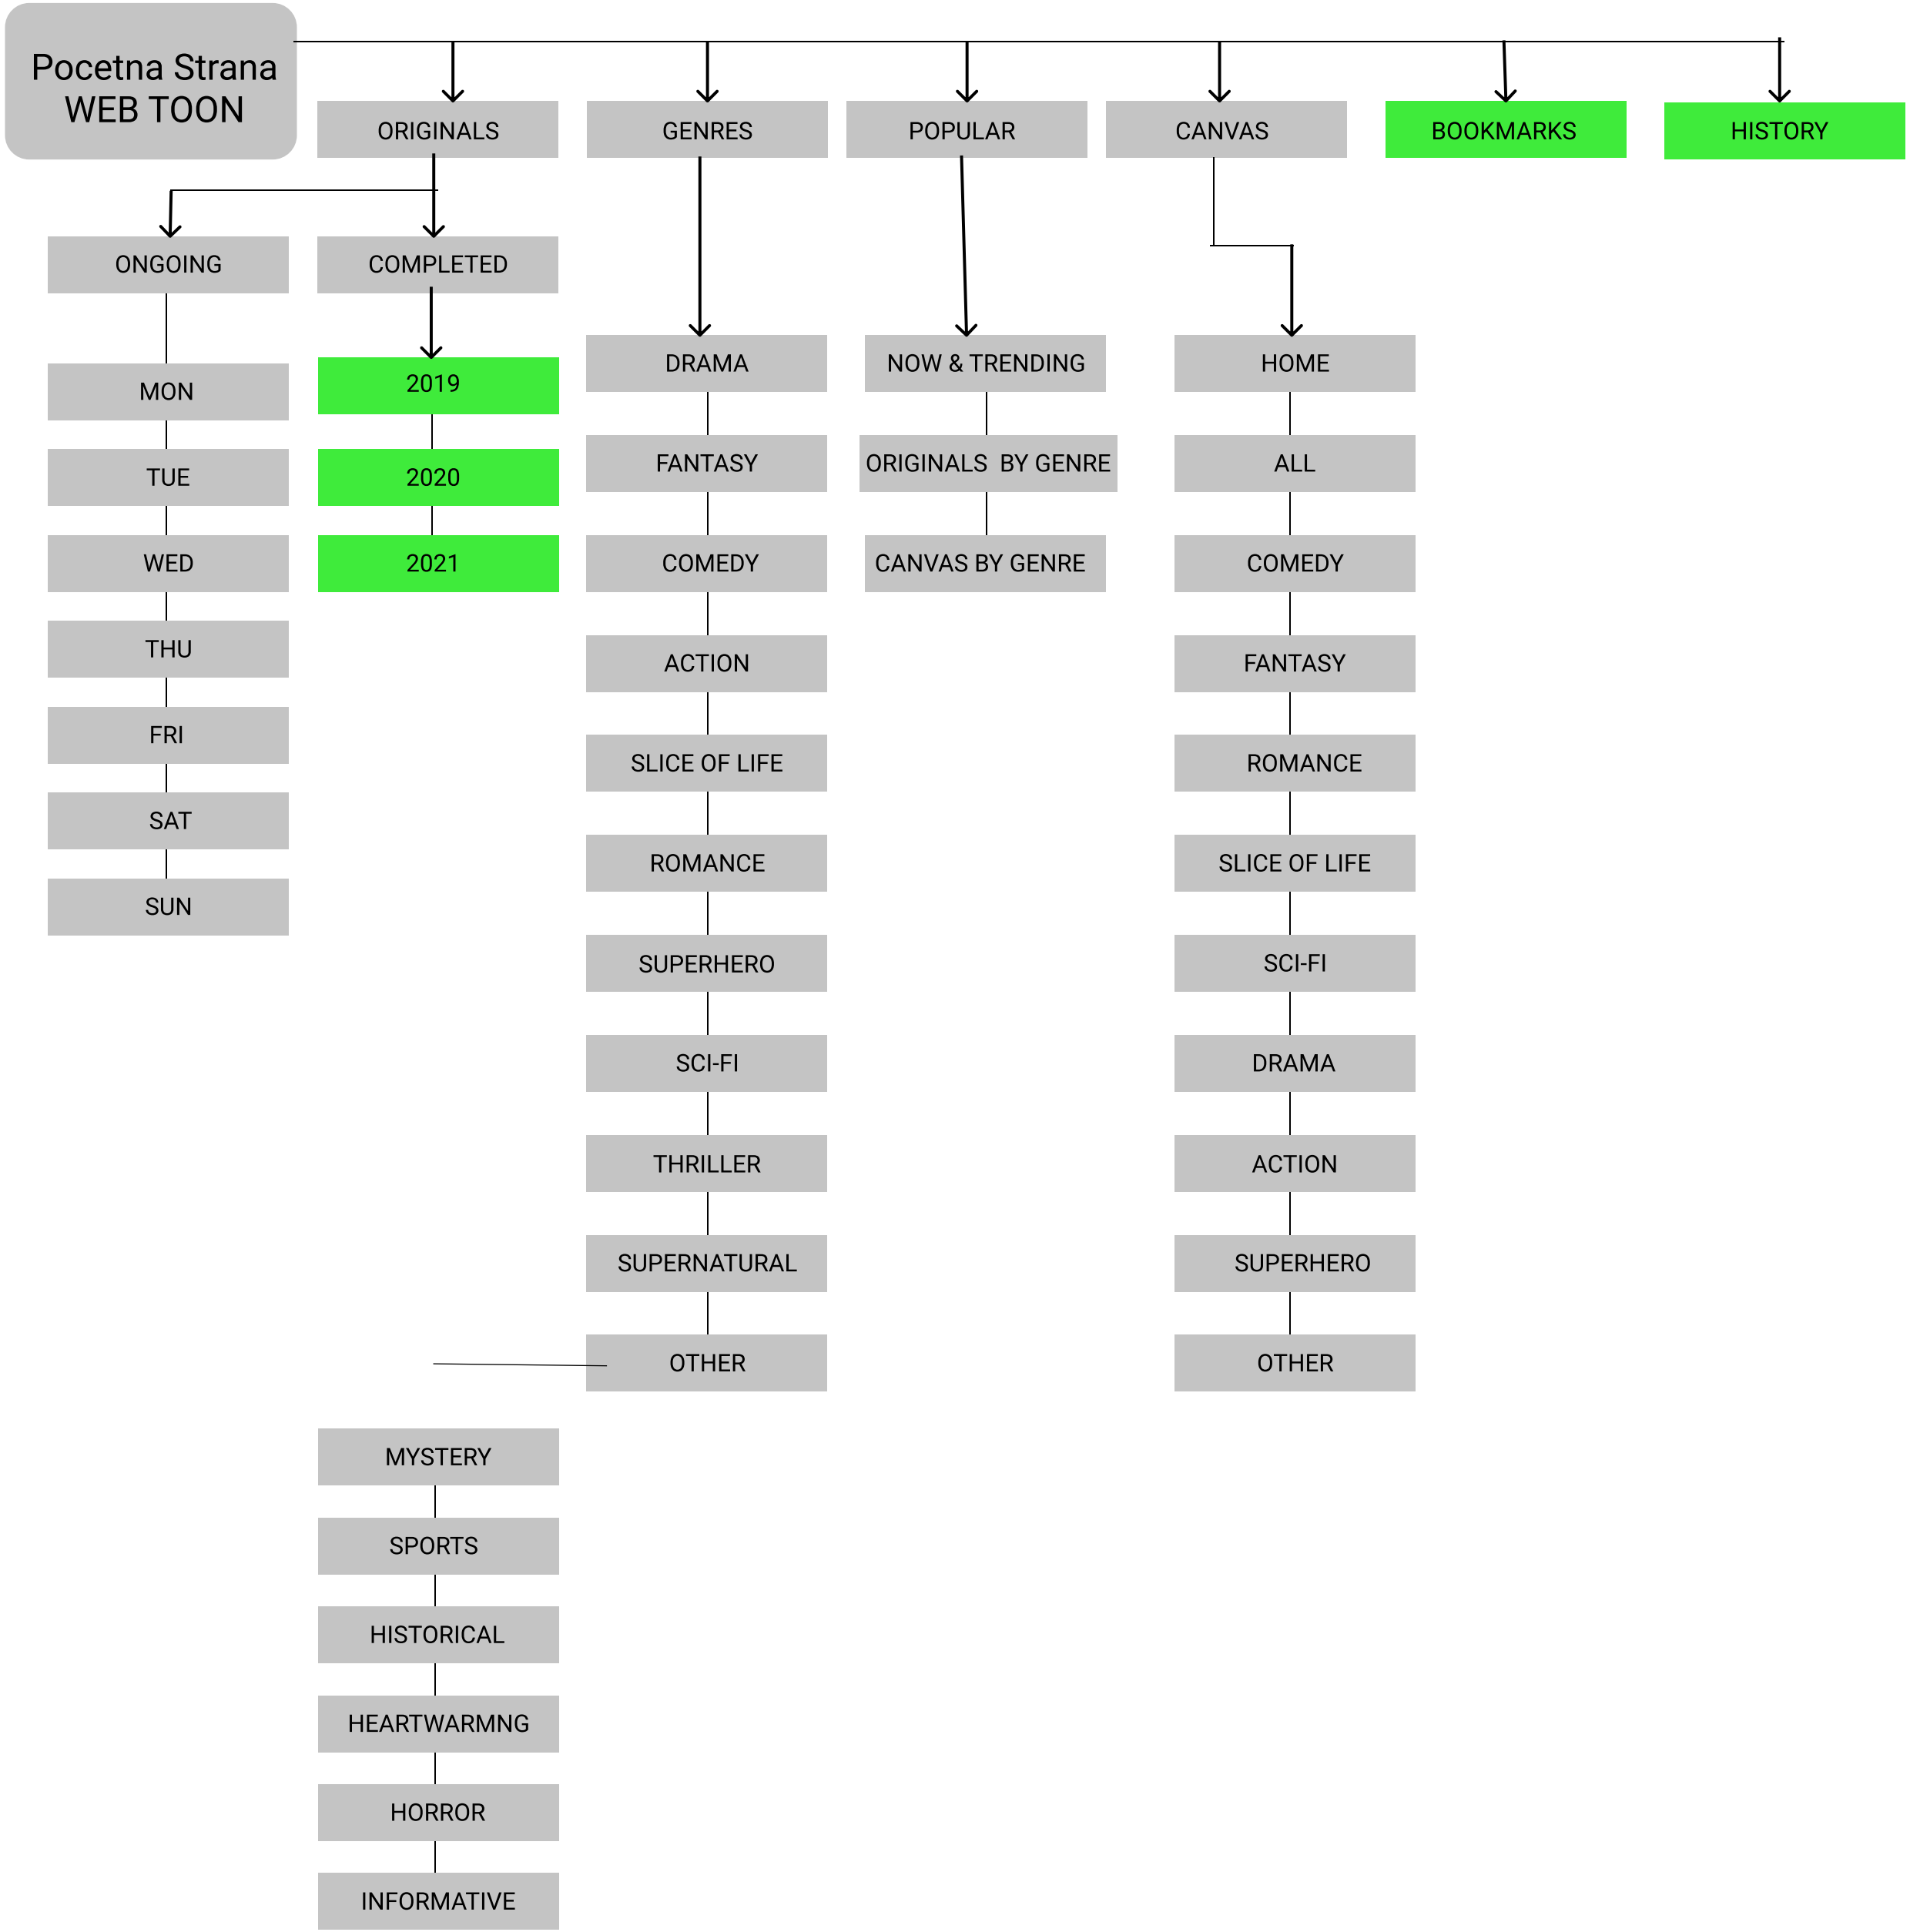 Pocetna Strana
WEB TOON
ORIGINALS
GENRES
POPULAR
CANVAS
BOOKMARKS
HISTORY
ONGOING
COMPLETED
MON
TUE
WED
THU
FRI
SAT
SUN
2019
2020
2021
DRAMA
FANTASY
COMEDY
ACTION
SLICE OF LIFE
ROMANCE
SUPERHERO
SCI-FI
THRILLER
SUPERNATURAL
OTHER
MYSTERY
SPORTS
HISTORICAL
HEARTWARMNG
HORROR
INFORMATIVE
NOW & TRENDING
ORIGINALS  BY GENRE
CANVAS BY GENRE
HOME
ALL
COMEDY
FANTASY
ROMANCE
SLICE OF LIFE
SCI-FI
DRAMA
ACTION
SUPERHERO
OTHER